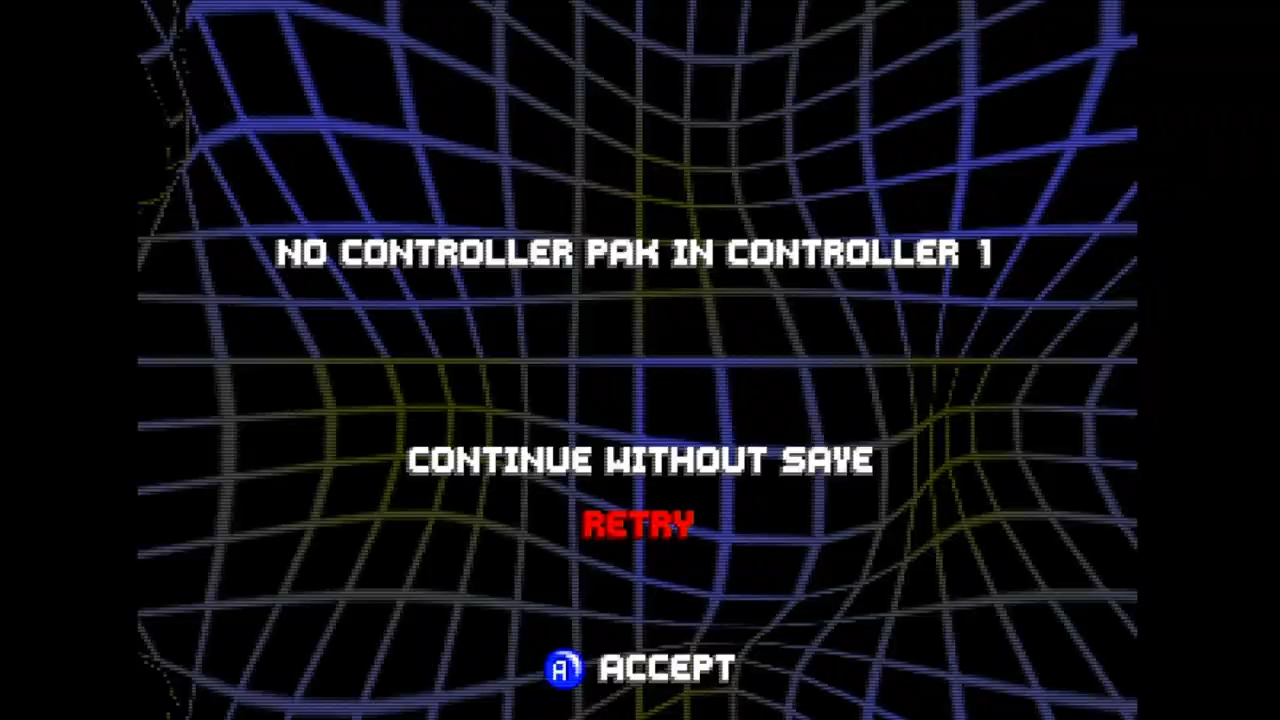 NO CONTROLLER PAK IN CONTROLLER 1
CONTINUE WITHOUT SAVE
RETRY
A ACCEPT